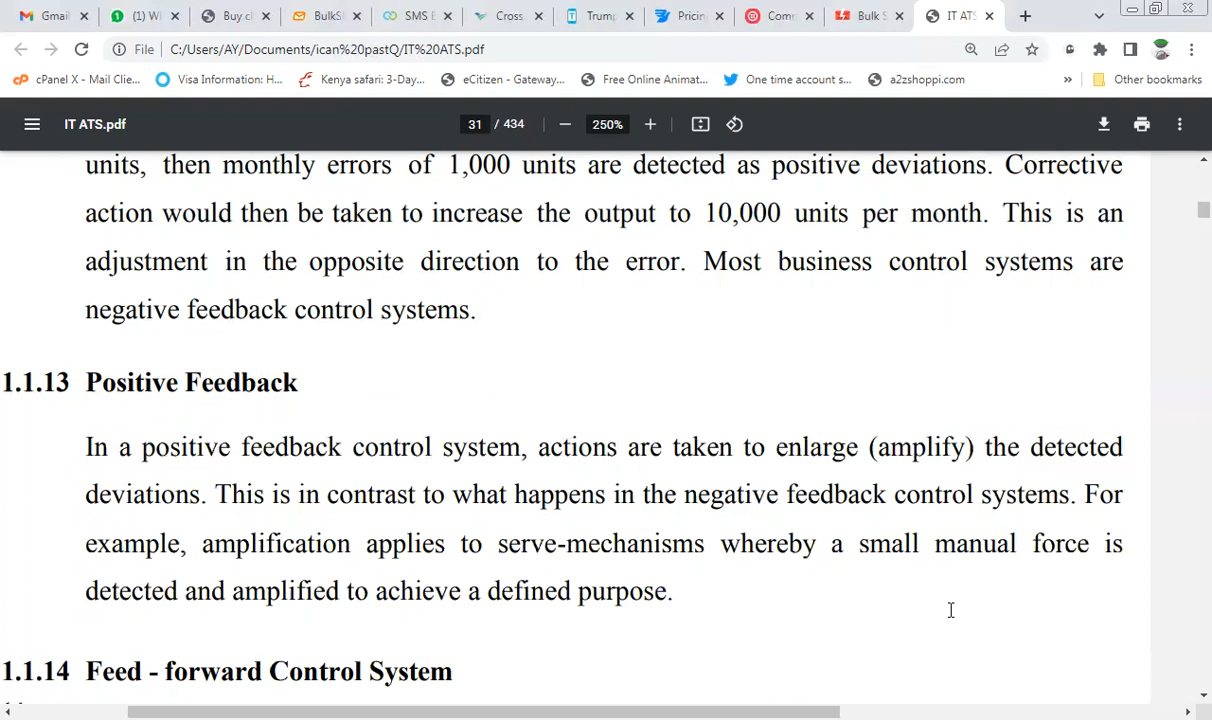 Gmail
(1) WI
Buy cl
BulkSI
SMS E
Cross
Trump
Pricin
Comm
Bulk S
IT ATS
File C:/Users/AY/Documents/ican%20pastQ/IT%20ATS.pdf
cPanel X - Mail Clie...
Visa Information: H...
Kenya safari: 3-Day...
eCitizen - Gateway...
Free Online Animat...
One time account s...
a2zshoppi.com
»
Other bookmarks
IT ATS.pdf
31 / 434
250%
units, then monthly errors of 1,000 units are detected as positive deviations. Corrective
action would then be taken to increase the output to 10,000 units per month. This is an
adjustment in the opposite direction to the error. Most business control systems are
negative feedback control systems.
1.1.13 Positive Feedback
In a positive feedback control system, actions are taken to enlarge (amplify) the detected
deviations. This is in contrast to what happens in the negative feedback control systems. For
example, amplification applies to serve-mechanisms whereby a small manual force is
detected and amplified to achieve a defined purpose.
1.1.14 Feed - forward Control System